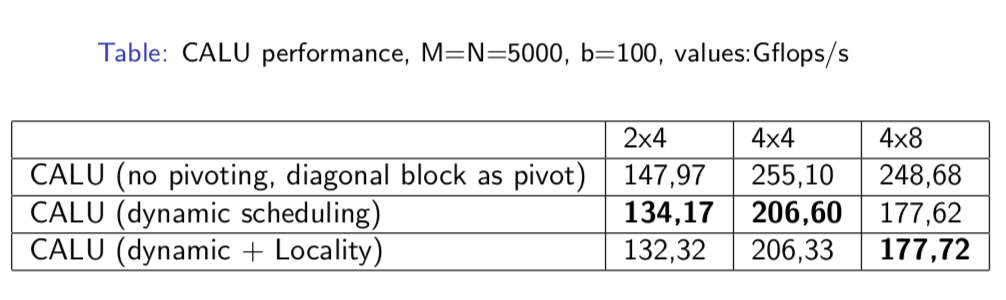 Table: CALU performance, M=N=5000, b=100, values:Gflops/s
2x4 4x4 4x8
CALU (no pivoting, diagonal block as pivot) 147,97 255,10 248,68
CALU (dynamic scheduling) 134,17 206,60 177,62
CALU (dynamic + Locality) 132,32 206,33 177,72